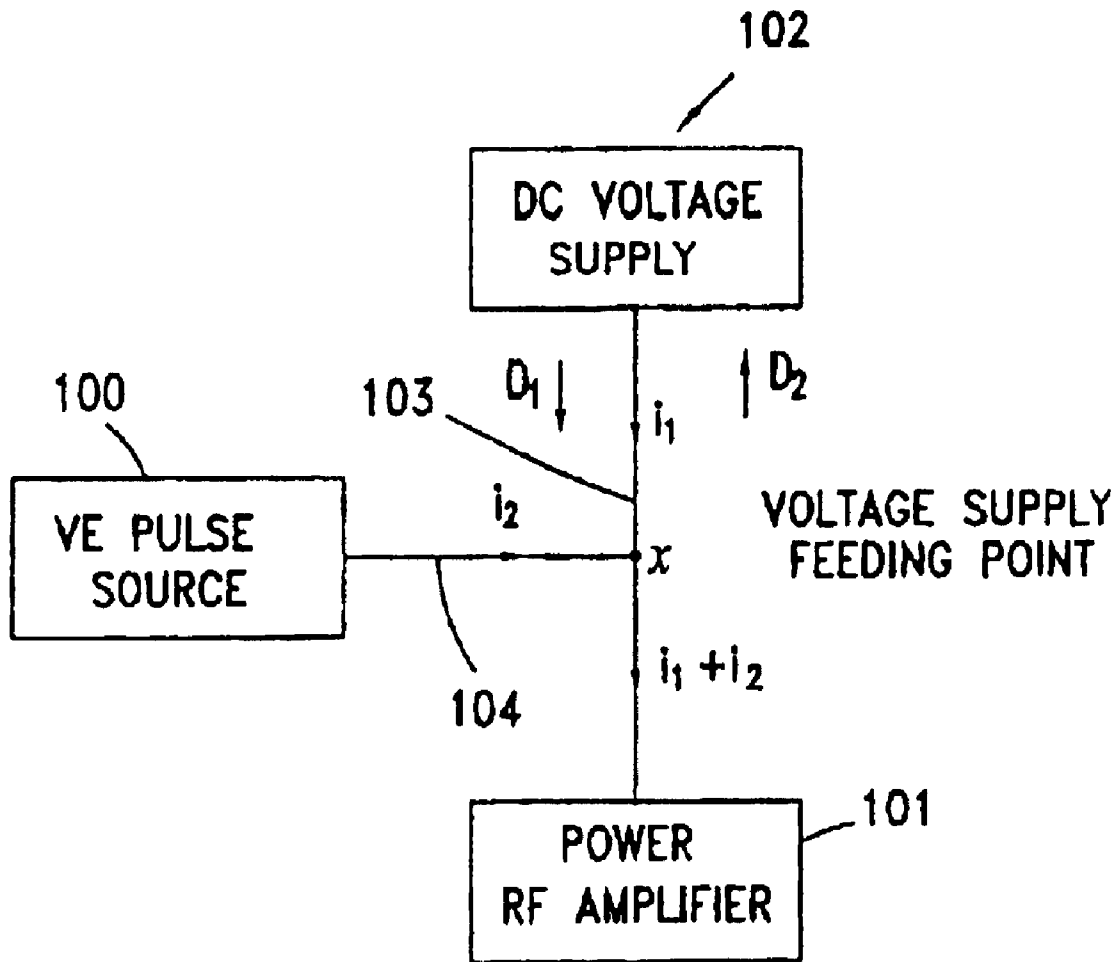 102
DC VOLTAGE
SUPPLY
D1
D2
i1
103
100
VE PULSE
SOURCE
i2
x
VOLTAGE SUPPLY
FEEDING POINT
104
i1 + i2
101
POWER
RF AMPLIFIER